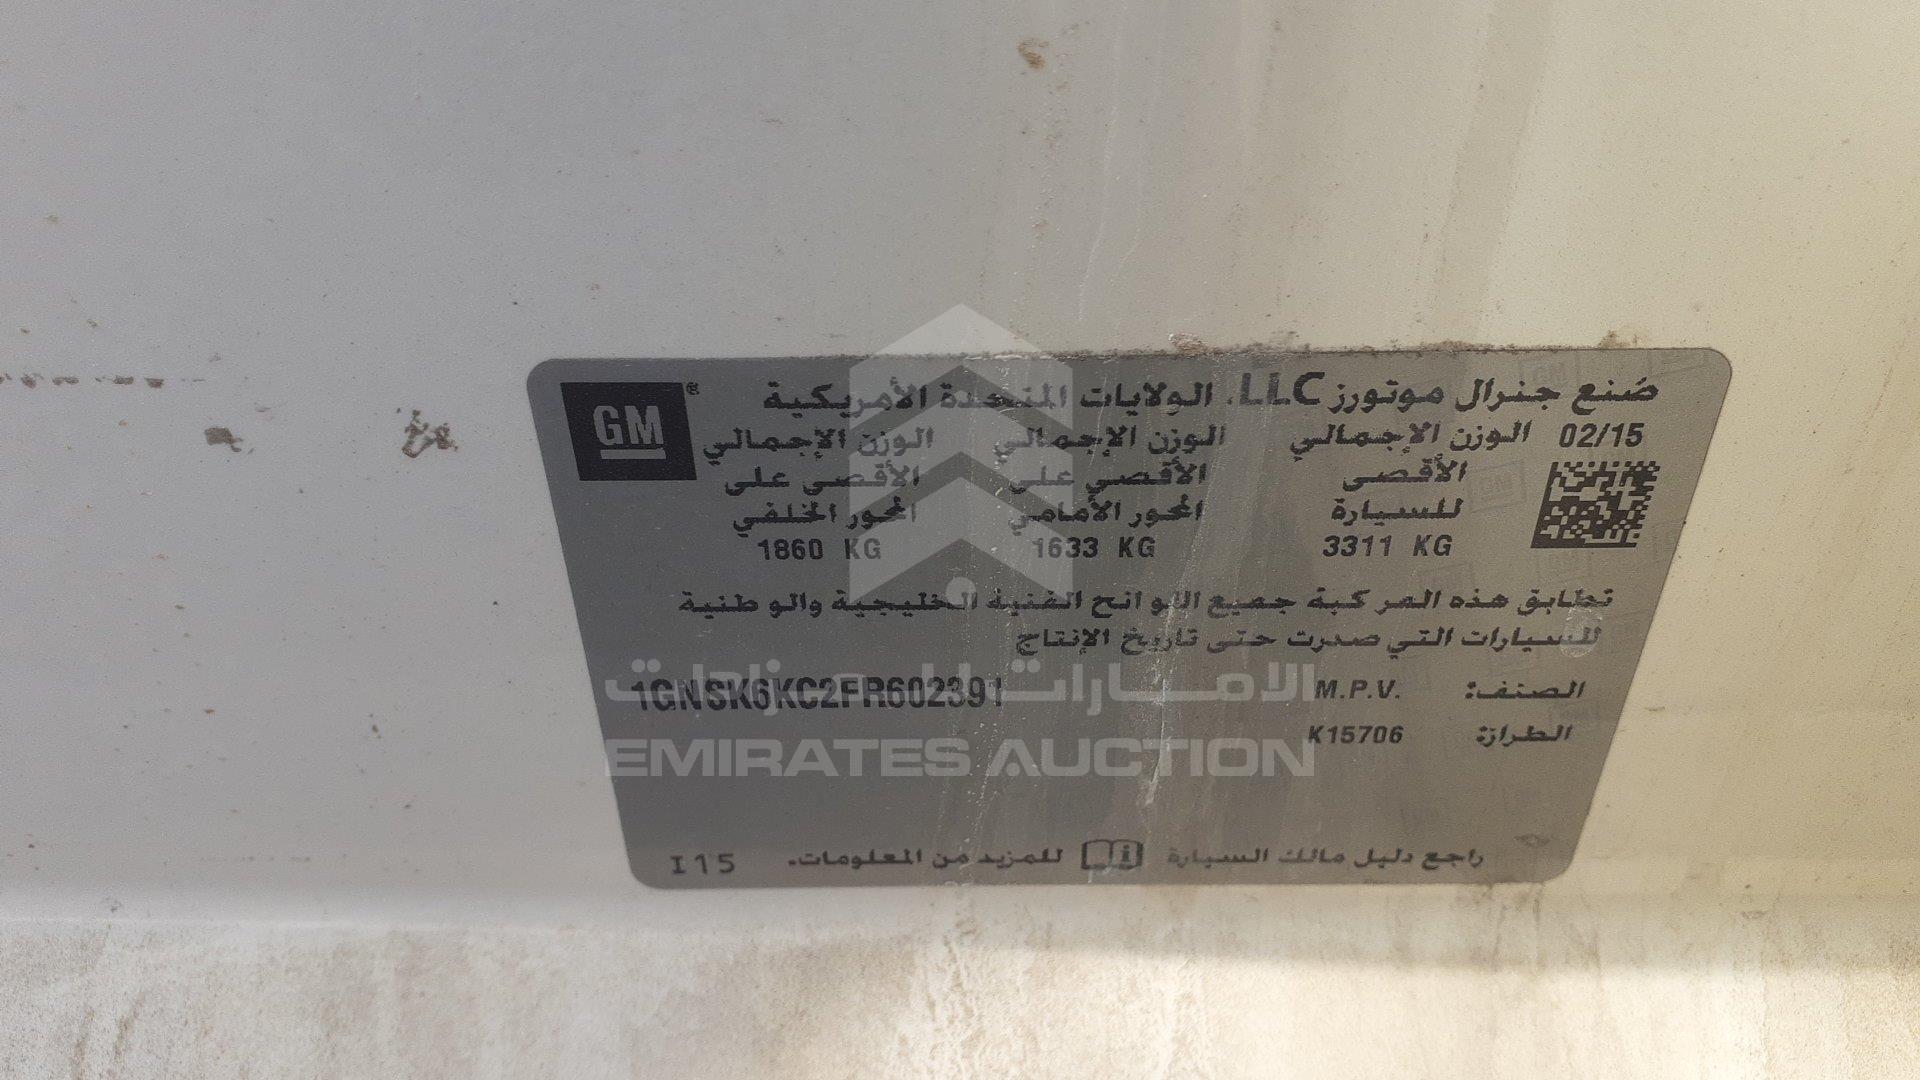 GM®
صُنع جنرال موتورز LLC. الولايات المتحدة الأمريكية
02/15 الوزن الإجمالي الوزن الإجمالي الوزن الإجمالي
الأقصى الأقصى على الأقصى على
للسيارة المحور الأمامي المحور الخلفي
3311 KG 1633 KG 1860 KG
تطابق هذه المركبة جميع اللوائح الفنية الخليجية والوطنية
للسيارات التي صدرت حتى تاريخ الإنتاج
الصنف: M.P.V. 1GNSK6KC2FR602391
الطراز: K15706
راجع دليل مالك السيارة للمزيد من المعلومات.
I15
الامارات للمزادات
EMIRATES AUCTION